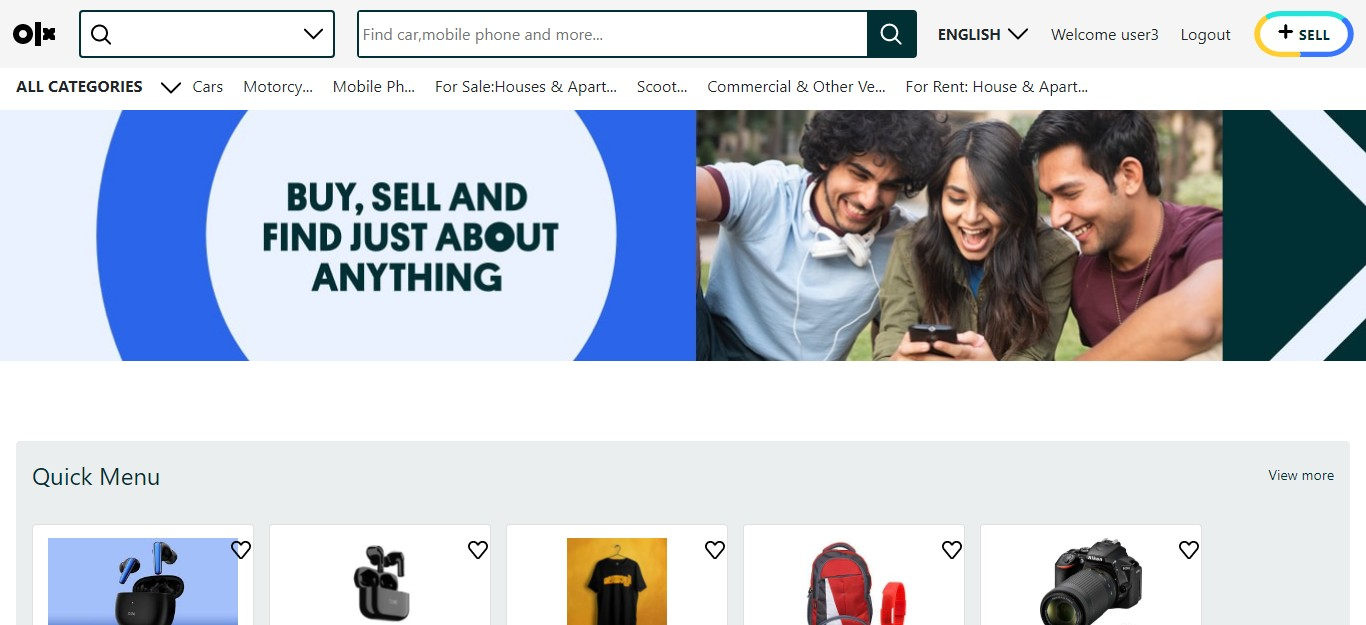 olx
Find car,mobile phone and more...
ENGLISH
Welcome user3
Logout
+ SELL
ALL CATEGORIES
Cars
Motorcy...
Mobile Ph...
For Sale:Houses & Apart...
Scoot...
Commercial & Other Ve...
For Rent: House & Apart...
BUY, SELL AND
FIND JUST ABOUT
ANYTHING
Quick Menu
View more
Nikon